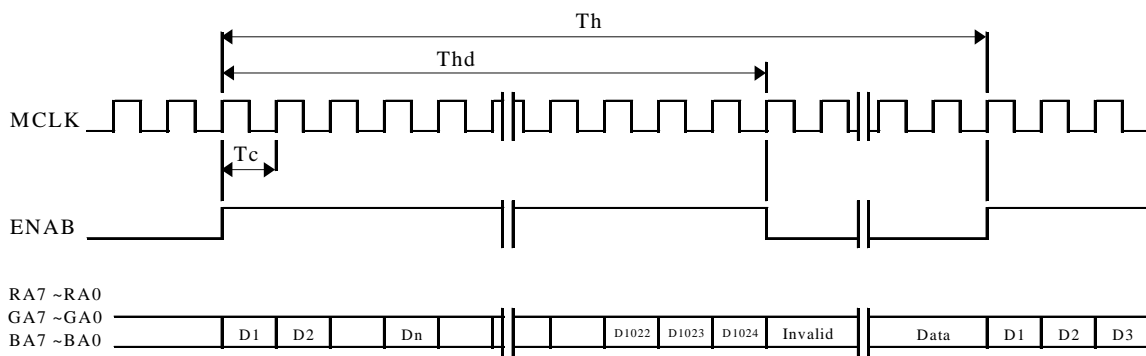 Th
Thd
MCLK
Tc
ENAB
RA7 ~RA0
GA7 ~GA0
BA7 ~BA0
D1 D2 Dn D1022 D1023 D1024 Invalid Data D1 D2 D3